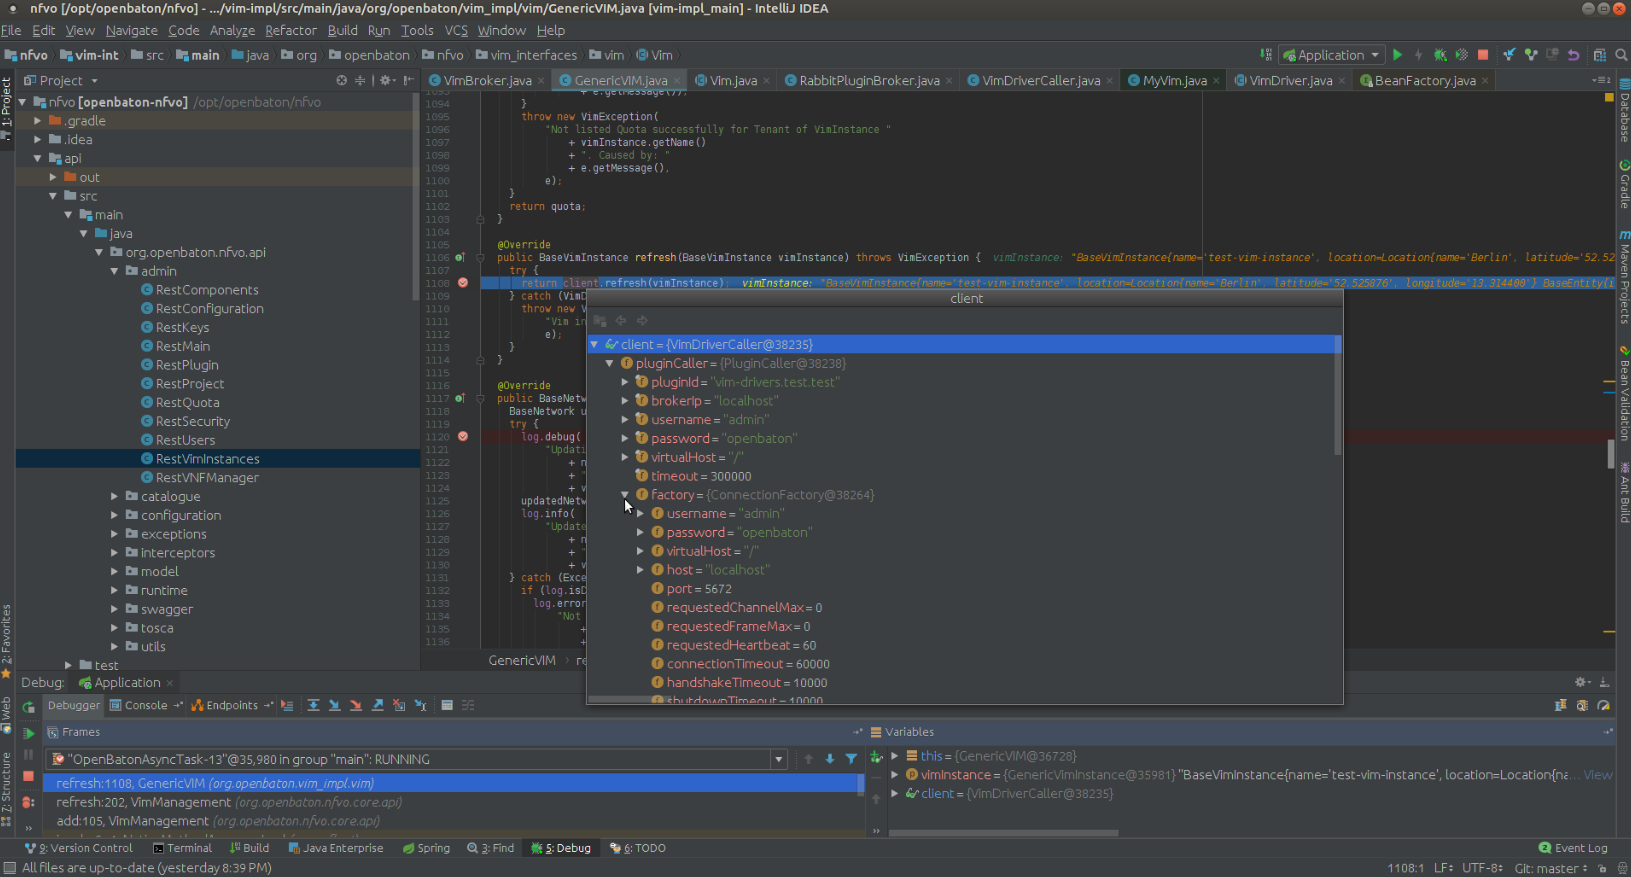 nfvo [/opt/openbaton/nfvo] - .../vim-impl/src/main/java/org/openbaton/vim_impl/vim/GenericVIM.java [vim-impl_main] - IntelliJ IDEA
File Edit View Navigate Code Analyze Refactor Build Run Tools VCS Window Help
nfvo vim-int src main java org openbaton nfvo vim_interfaces vim Vim
Application
Project
VimBroker.java GenericVIM.java Vim.java RabbitPluginBroker.java VimDriverCaller.java MyVim.java VimDriver.java BeanFactory.java
1: Project
2: Favorites
Web
7: Structure
nfvo [openbaton-nfvo] /opt/openbaton/nfvo
.gradle
.idea
api
out
src
main
java
org.openbaton.nfvo.api
admin
RestComponents
RestConfiguration
RestKeys
RestMain
RestPlugin
RestProject
RestQuota
RestSecurity
RestUsers
RestVimInstances
RestVNFManager
catalogue
configuration
exceptions
interceptors
model
runtime
swagger
tosca
utils
test
1093 + e.getMessage());
1094 }
1095 throw new VimException(
1096 "Not listed Quota successfully for Tenant of VimInstance "
1097 + vimInstance.getName()
1098 + ". Caused by: "
1099 + e.getMessage(),
1100 e);
1101 }
1102 return quota;
1103 }
1104
1105 @Override
1106 public BaseVimInstance refresh(BaseVimInstance vimInstance) throws VimException { vimInstance: "BaseVimInstance{name='test-vim-instance', location=Location{name='Berlin', latitude='52.52
1107 try {
1108 return client.refresh(vimInstance); vimInstance: "BaseVimInstance{name='test-vim-instance', location=Location{name='Berlin', latitude='52.525876', longitude='13.314400'} BaseEntity{i
1109 } catch (VimD
1110 throw new V
1111 "Vim in
1112 e);
1113 }
1114 }
1115
1116 @Override
1117 public BaseNetw
1118 BaseNetwork u
1119 try {
1120 log.debug(
1121 "Updati
1122 + n
1123 + "
1124 + v
1125 updatedNetw
1126 log.info(
1127 "Update
1128 + n
1129 + "
1130 + v
1131 } catch (Exce
1132 if (log.isD
1133 log.error
1134 "Not
1135 +
1136 +
GenericVIM re
client
client = {VimDriverCaller@38235}
pluginCaller = {PluginCaller@38238}
pluginId = "vim-drivers.test.test"
brokerIp = "localhost"
username = "admin"
password = "openbaton"
virtualHost = "/"
timeout = 300000
factory = {ConnectionFactory@38264}
username = "admin"
password = "openbaton"
virtualHost = "/"
host = "localhost"
port = 5672
requestedChannelMax = 0
requestedFrameMax = 0
requestedHeartbeat = 60
connectionTimeout = 60000
handshakeTimeout = 10000
shutdownTimeout = 10000
Database
Gradle
Maven Projects
Bean Validation
Ant Build
Debug: Application
Debugger Console Endpoints
Frames
"OpenBatonAsyncTask-13"@35,980 in group "main": RUNNING
refresh:1108, GenericVIM (org.openbaton.vim_impl.vim)
refresh:202, VimManagement (org.openbaton.nfvo.core.api)
add:105, VimManagement (org.openbaton.nfvo.core.api)
Variables
this = {GenericVIM@36728}
vimInstance = {GenericVimInstance@35981} "BaseVimInstance{name='test-vim-instance', location=Location{na... View
client = {VimDriverCaller@38235}
9: Version Control Terminal Build Java Enterprise Spring 3: Find 5: Debug 6: TODO Event Log
All files are up-to-date (yesterday 8:39 PM) 1108:1 LF UTF-8 Git: master